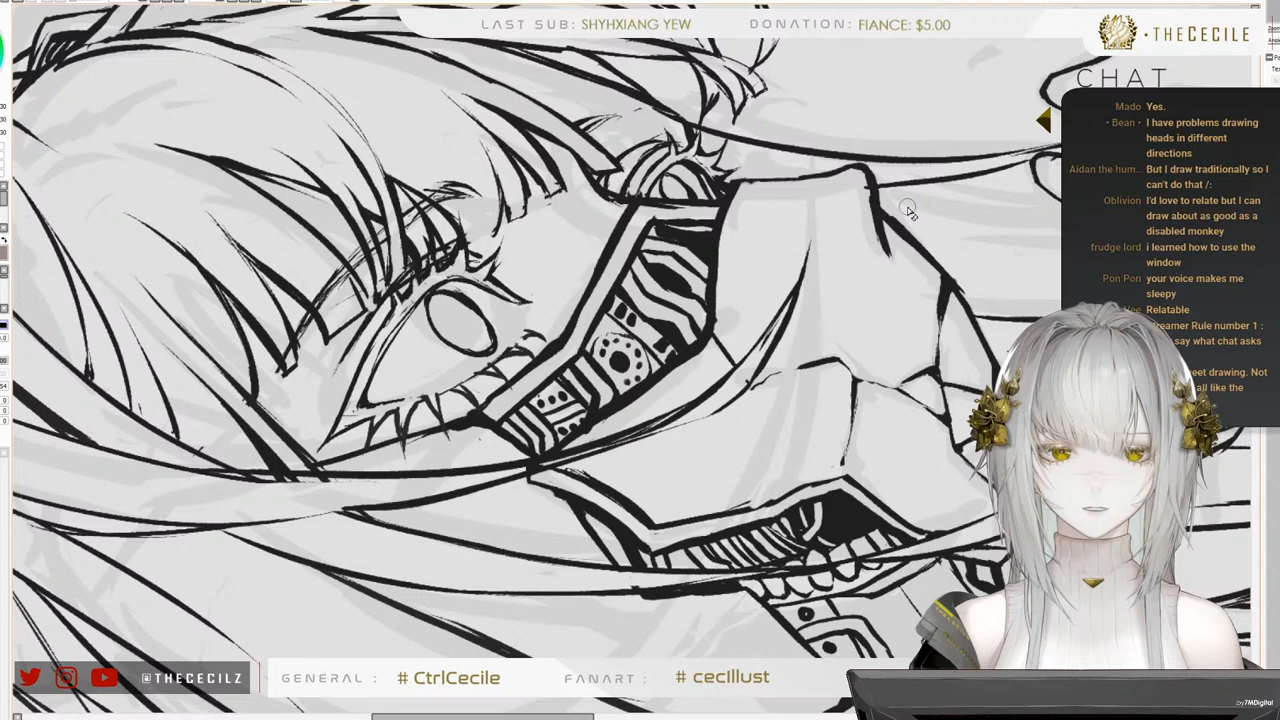 LAST SUB: SHYHXIANG YEW DONATION: FIANCE: $5.00
·THECECILE
CHAT
Mado Yes.
· Bean · I have problems drawing
heads in different
directions
Aidan the hum... But I draw traditionally so I
can't do that /:
Oblivion I'd love to relate but I can
draw about as good as a
disabled monkey
frudge lord i learned how to use the
window
Pon Pon your voice makes me
sleepy
Relatable
Rule number 1 :
say what chat asks
drawing. Not
all like the
@THECECILZ
GENERAL : # CtrlCecile FANART : # cecIllust
by7MDigital